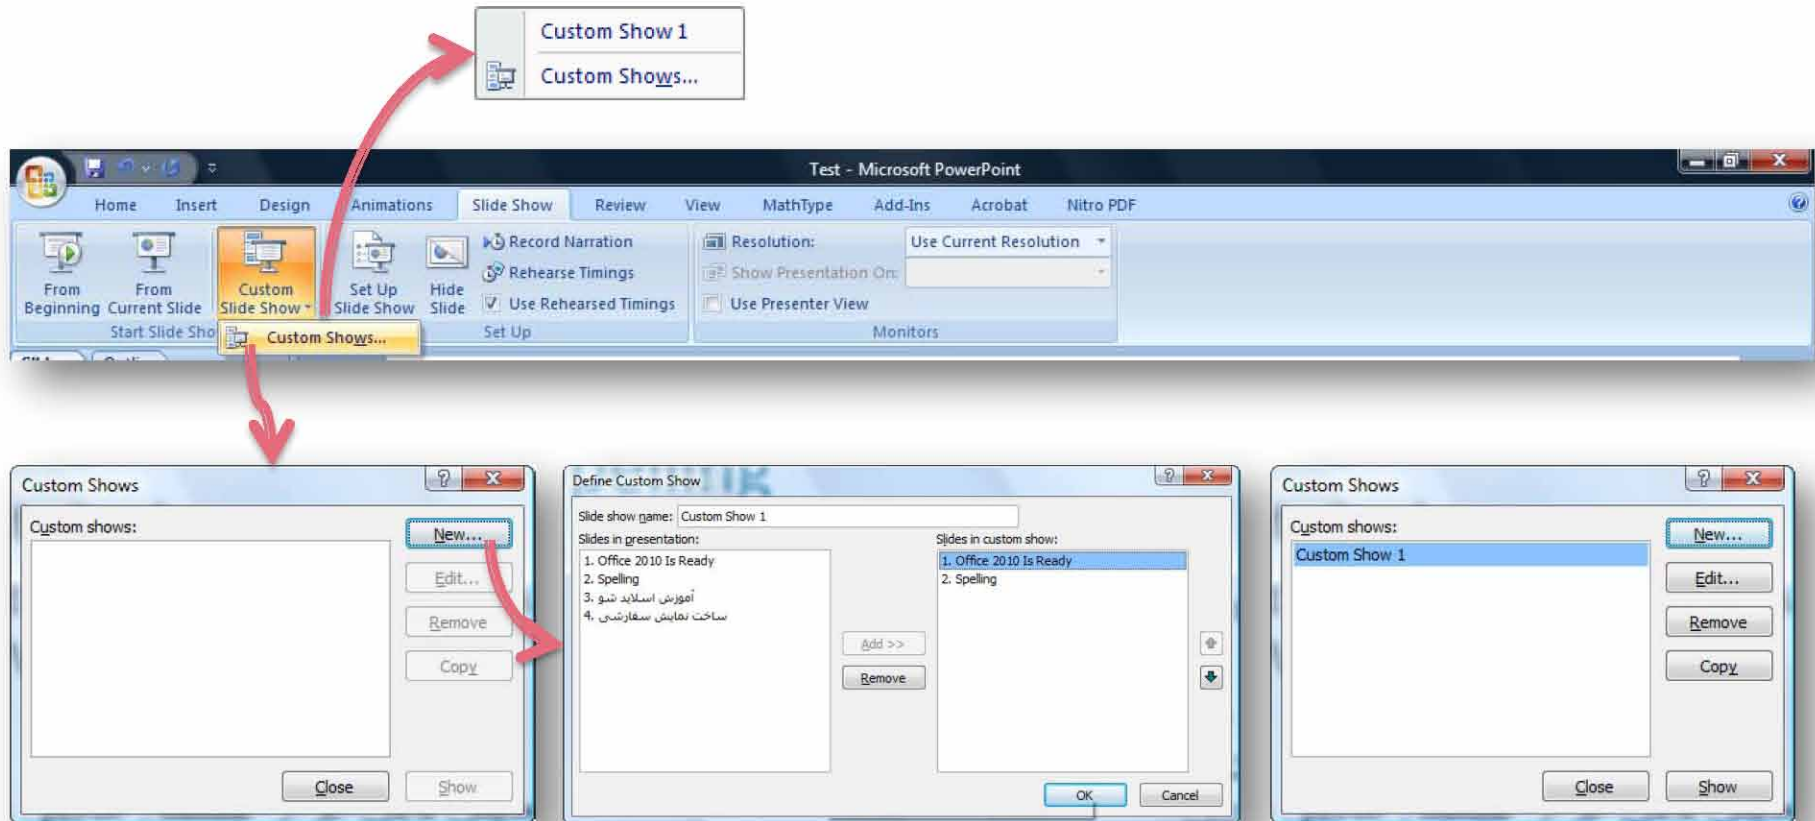 Custom Show 1
Custom Shows...
Test - Microsoft PowerPoint
Home Insert Design Animations Slide Show Review View MathType Add-Ins Acrobat Nitro PDF
From Beginning
From Current Slide
Custom Slide Show
Set Up Slide Show
Hide Slide
Record Narration
Rehearse Timings
Use Rehearsed Timings
Resolution: Use Current Resolution
Show Presentation On:
Use Presenter View
Start Slide Sho
Set Up
Monitors
Custom Shows...
Custom Shows
Custom shows:
New...
Edit...
Remove
Copy
Close
Show
Define Custom Show
Slide show name: Custom Show 1
Slides in presentation:
1. Office 2010 Is Ready
2. Spelling
3. آموزش اسلاید شو
4. ساخت نمایش سفارشی
Add >>
Remove
Slides in custom show:
1. Office 2010 Is Ready
2. Spelling
OK
Cancel
Custom Shows
Custom shows:
Custom Show 1
New...
Edit...
Remove
Copy
Close
Show